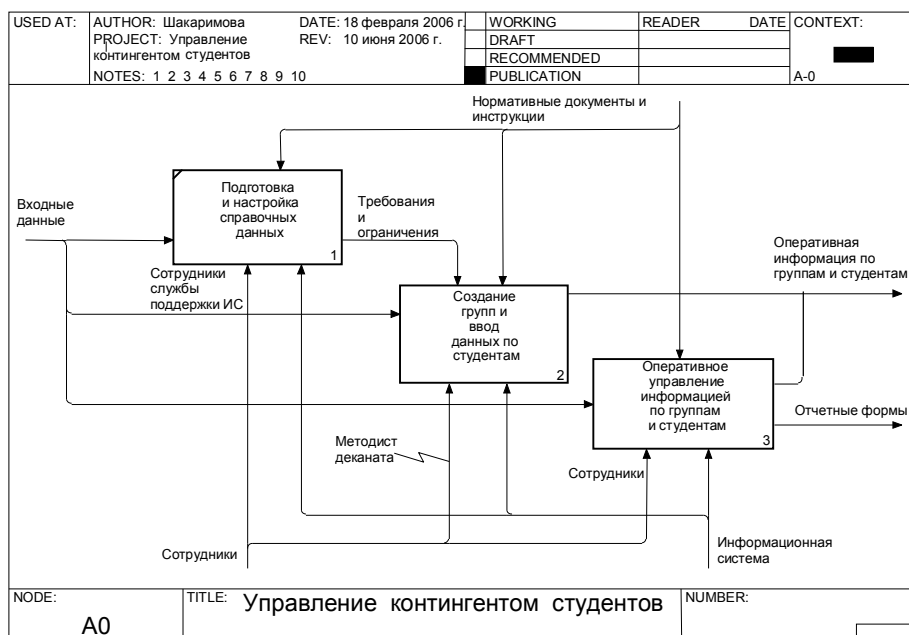 USED AT:
AUTHOR: Шакаримова
DATE: 18 февраля 2006 г.
PROJECT: Управление
контингентом студентов
REV: 10 июня 2006 г.
NOTES: 1 2 3 4 5 6 7 8 9 10
WORKING
DRAFT
RECOMMENDED
PUBLICATION
READER DATE
CONTEXT:
A-0
Нормативные документы и
инструкции
Входные
данные
Подготовка
и настройка
справочных
данных
1
Требования
и
ограничения
Сотрудники
службы
поддержки ИС
Создание
групп и
ввод
данных по
студентам
2
Оперативная
информация по
группам и студентам
Оперативное
управление
информацией
по группам
и студентам
3
Отчетные формы
Методист
деканата
Сотрудники
Сотрудники
Информационная
система
NODE:
A0
TITLE: Управление контингентом студентов
NUMBER: